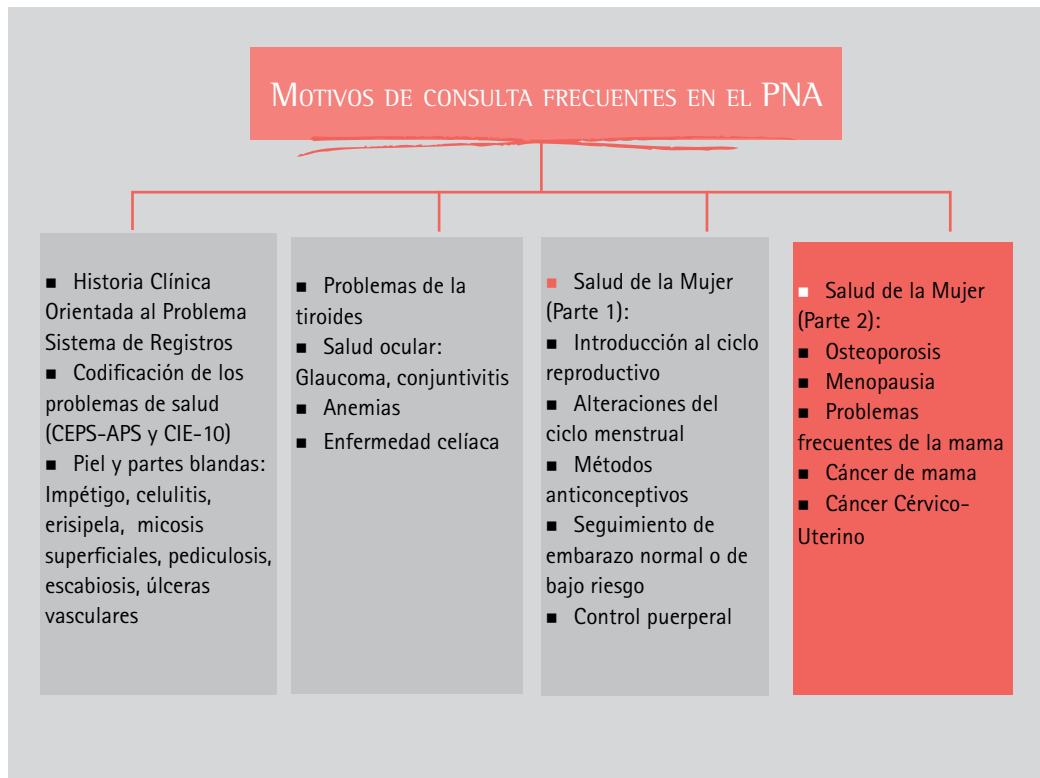 MOTIVOS DE CONSULTA FRECUENTES EN EL PNA
■ Historia Clínica
Orientada al Problema
Sistema de Registros
■ Codificación de los
problemas de salud
(CEPS-APS y CIE-10)
■ Piel y partes blandas:
Impétigo, celulitis,
erisipela, micosis
superficiales, pediculosis,
escabiosis, úlceras
vasculares
■ Problemas de la
tiroides
■ Salud ocular:
Glaucoma, conjuntivitis
■ Anemias
■ Enfermedad celíaca
■ Salud de la Mujer
(Parte 1):
■ Introducción al ciclo
reproductivo
■ Alteraciones del
ciclo menstrual
■ Métodos
anticonceptivos
■ Seguimiento de
embarazo normal o de
bajo riesgo
■ Control puerperal
■ Salud de la Mujer
(Parte 2):
■ Osteoporosis
■ Menopausia
■ Problemas
frecuentes de la mama
■ Cáncer de mama
■ Cáncer Cérvico-
Uterino